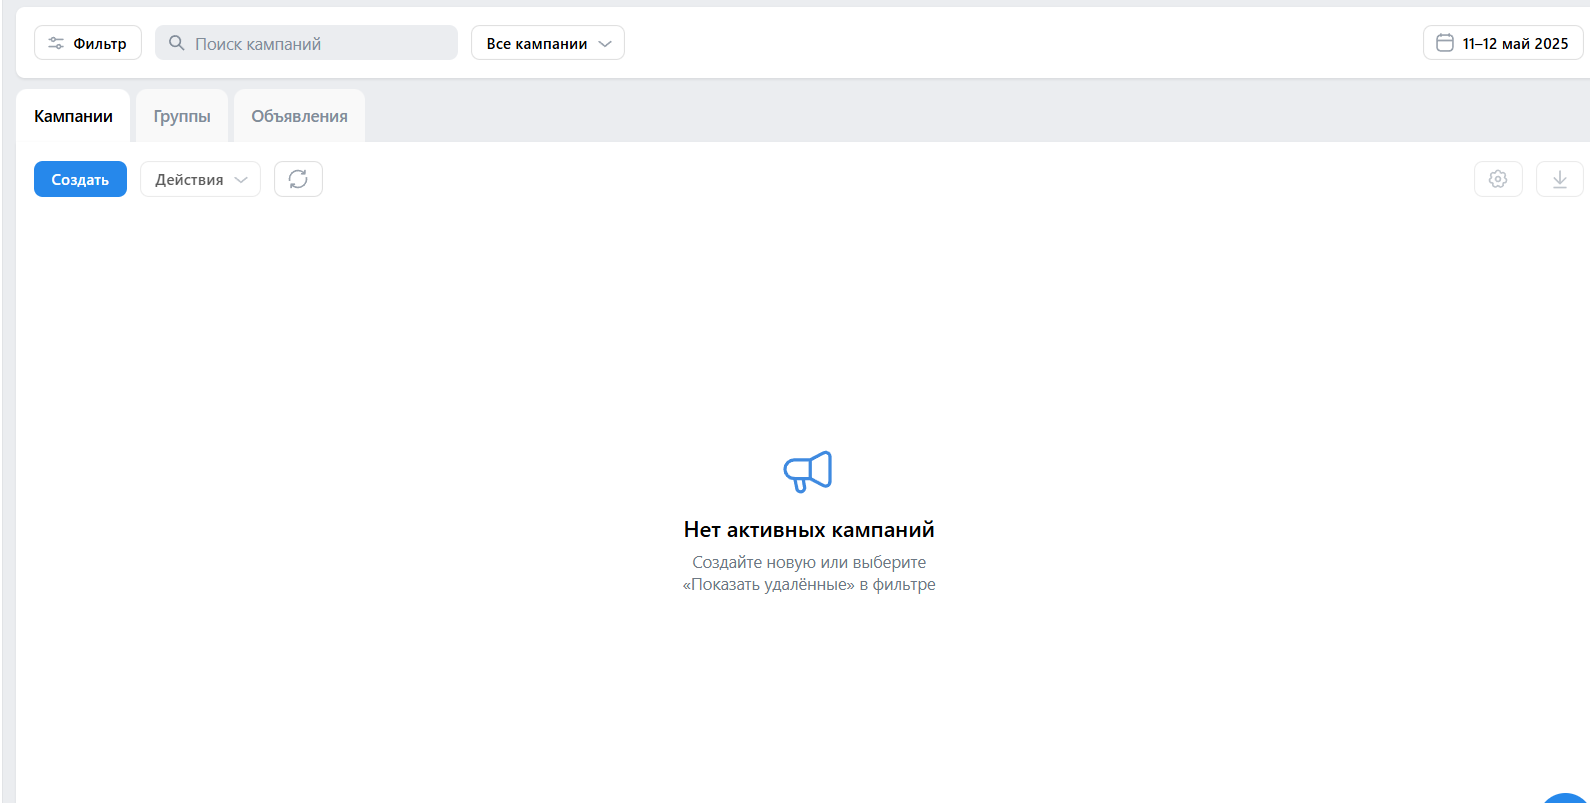 Фильтр
Поиск кампаний
Все кампании
11–12 май 2025
Кампании
Группы
Объявления
Создать
Действия
Нет активных кампаний
Создайте новую или выберите
«Показать удалённые» в фильтре